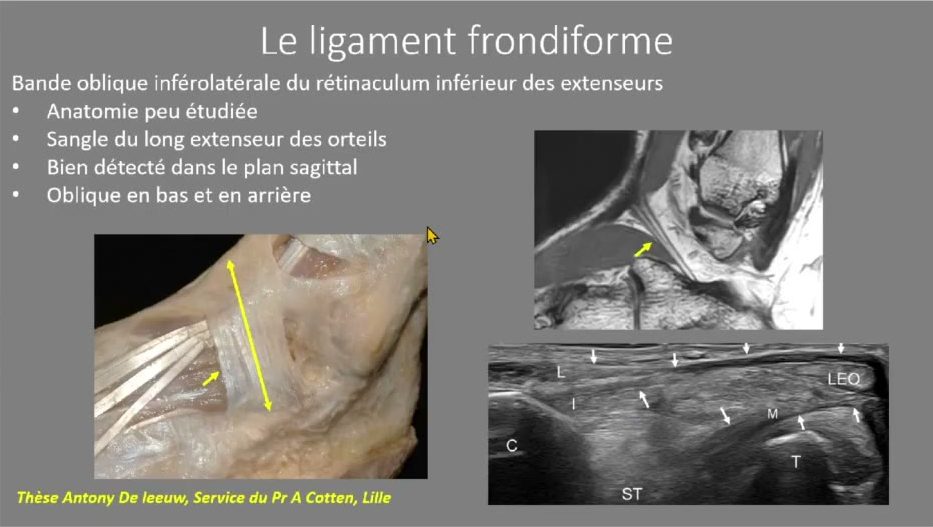 Le ligament frondiforme
Bande oblique inférolatérale du rétinaculum inférieur des extenseurs
• Anatomie peu étudiée
• Sangle du long extenseur des orteils
• Bien détecté dans le plan sagittal
• Oblique en bas et en arrière
L
LEO
I
M
C
T
ST
Thèse Antony De leeuw, Service du Pr A Cotten, Lille